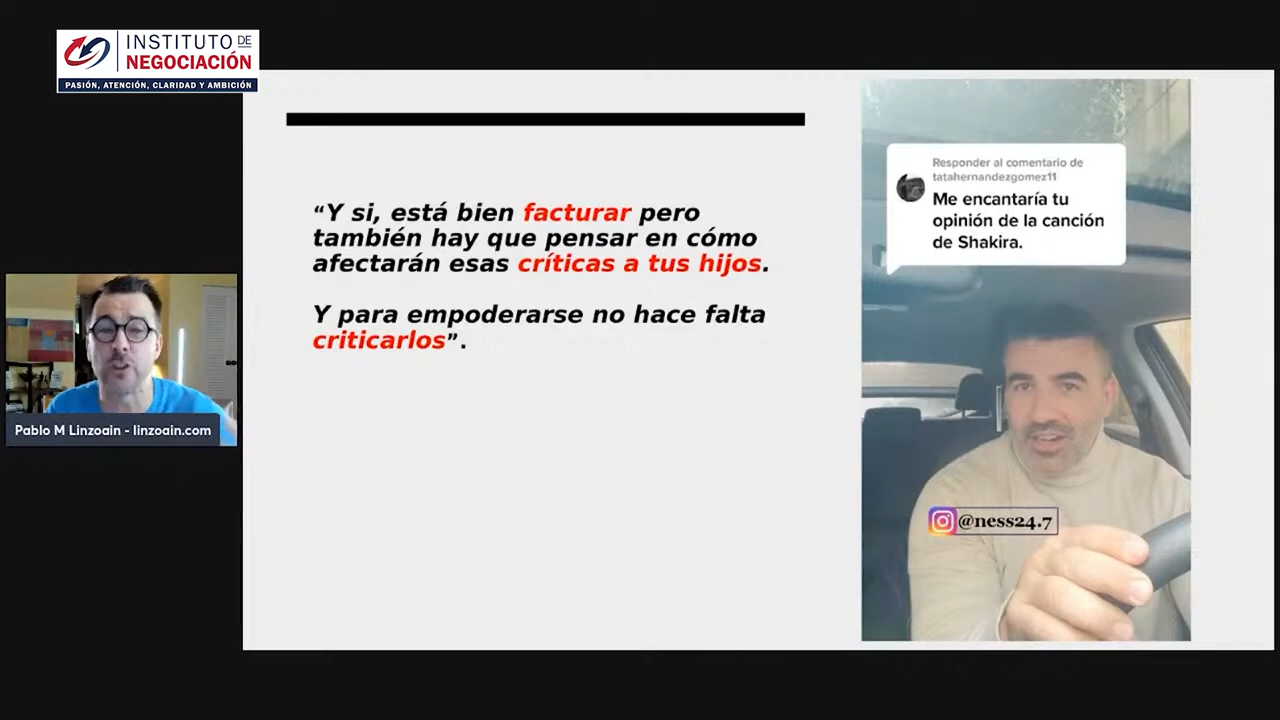 INSTITUTO DE
NEGOCIACIÓN
PASIÓN, ATENCIÓN, CLARIDAD Y AMBICIÓN
“Y si, está bien facturar pero
también hay que pensar en cómo
afectarán esas críticas a tus hijos.
Y para empoderarse no hace falta
criticarlos”.
Responder al comentario de
tatahernandezgomez11
Me encantaría tu
opinión de la canción
de Shakira.
@ness24.7
Pablo M Linzoain - linzoain.com